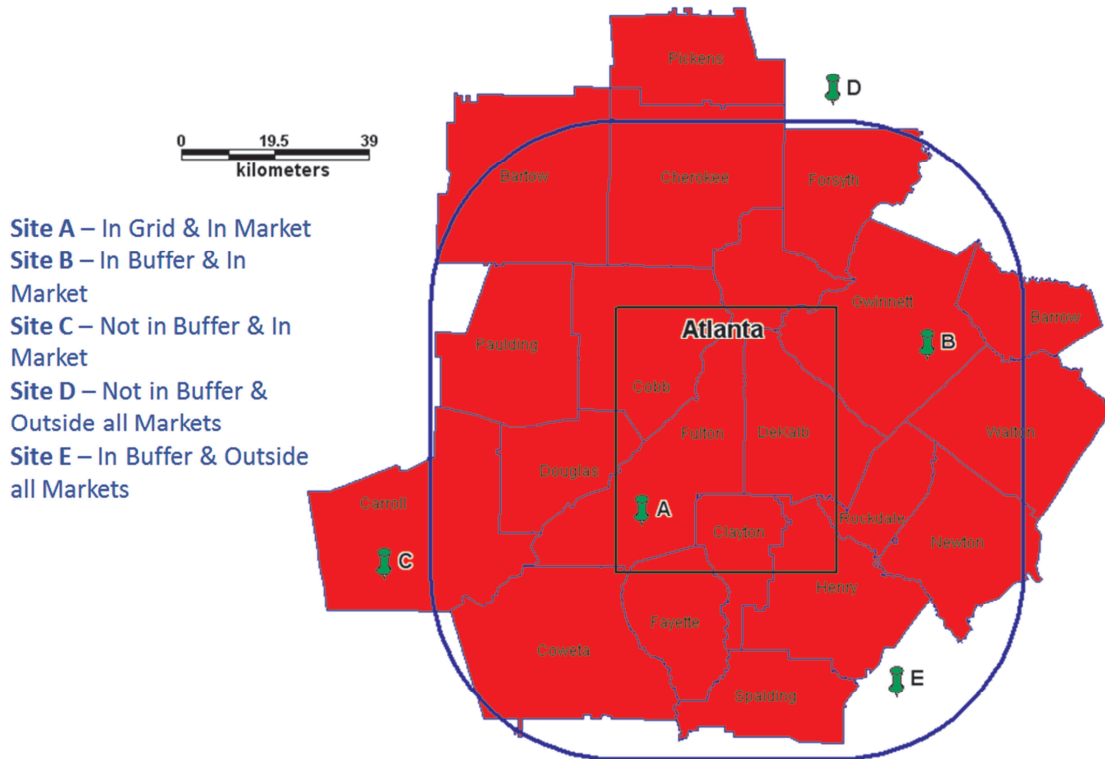 Pickens
D
0 19.5 39
kilometers
Bartow
Cherokee
Forsyth
Site A – In Grid & In Market
Site B – In Buffer & In
Market
Site C – Not in Buffer & In
Market
Site D – Not in Buffer &
Outside all Markets
Site E – In Buffer & Outside
all Markets
Gwinnett
Barrow
Atlanta
B
Paulding
Cobb
Fulton
Dekalb
Walton
Douglas
Carroll
A
Rockdale
Clayton
Newton
C
Henry
Fayette
Coweta
E
Spalding